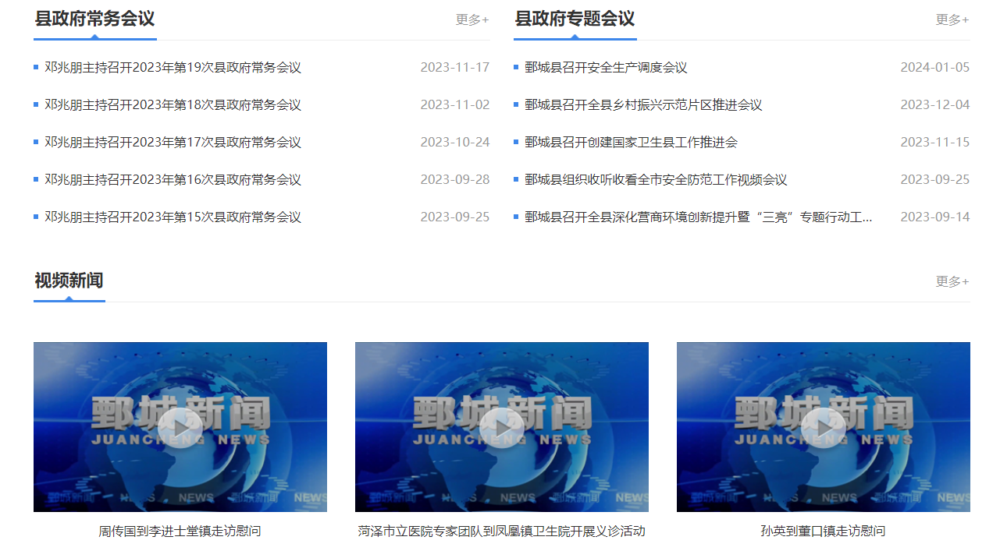 县政府常务会议
更多+
邓兆朋主持召开2023年第19次县政府常务会议
2023-11-17
邓兆朋主持召开2023年第18次县政府常务会议
2023-11-02
邓兆朋主持召开2023年第17次县政府常务会议
2023-10-24
邓兆朋主持召开2023年第16次县政府常务会议
2023-09-28
邓兆朋主持召开2023年第15次县政府常务会议
2023-09-25
县政府专题会议
更多+
鄄城县召开安全生产调度会议
2024-01-05
鄄城县召开全县乡村振兴示范片区推进会议
2023-12-04
鄄城县召开创建国家卫生县工作推进会
2023-11-15
鄄城县组织收听收看全市安全防范工作视频会议
2023-09-25
鄄城县召开全县深化营商环境创新提升暨“三亮”专题行动工...
2023-09-14
视频新闻
更多+
鄄城新闻
JUANCHENG NEWS
鄄城新闻 NEWS 鄄城新闻 NEWS
周传国到李进士堂镇走访慰问
鄄城新闻
JUANCHENG NEWS
鄄城新闻 NEWS 鄄城新闻 NEWS
菏泽市立医院专家团队到凤凰镇卫生院开展义诊活动
鄄城新闻
JUANCHENG NEWS
鄄城新闻 NEWS 鄄城新闻 NEWS
孙英到董口镇走访慰问